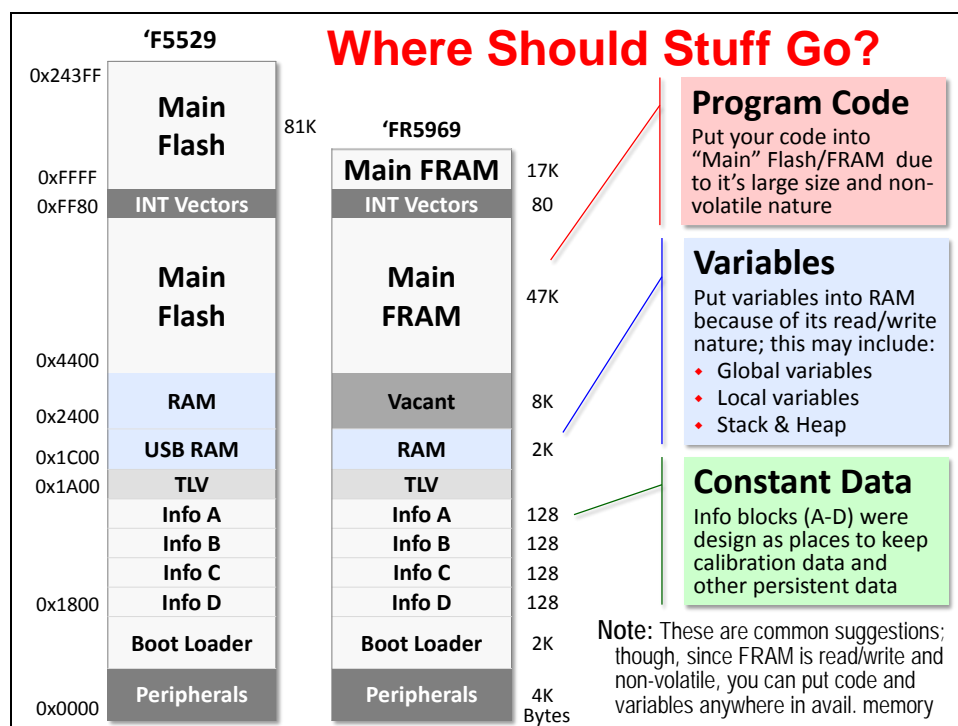 Where Should Stuff Go?
‘F5529
0x243FF
Main
Flash
81K
0xFFFF
0xFF80
INT Vectors
Main
Flash
0x4400
RAM
0x2400
USB RAM
0x1C00
0x1A00
TLV
Info A
Info B
Info C
Info D
0x1800
Boot Loader
Peripherals
0x0000
‘FR5969
Main FRAM
17K
INT Vectors
80
Main
FRAM
47K
Vacant
8K
RAM
2K
TLV
Info A
128
Info B
128
Info C
128
Info D
128
Boot Loader
2K
Peripherals
4K
Bytes
Program Code
Put your code into
“Main” Flash/FRAM due
to it’s large size and non-
volatile nature
Variables
Put variables into RAM
because of its read/write
nature; this may include:
◆ Global variables
◆ Local variables
◆ Stack & Heap
Constant Data
Info blocks (A-D) were
design as places to keep
calibration data and
other persistent data
Note: These are common suggestions;
though, since FRAM is read/write and
non-volatile, you can put code and
variables anywhere in avail. memory